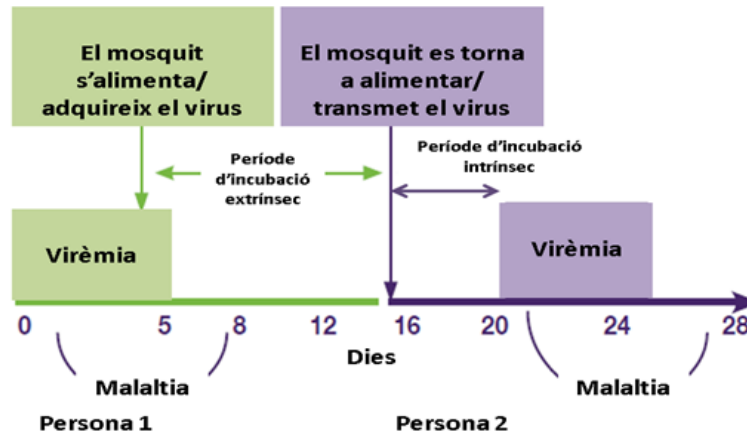 El mosquit
s'alimenta/
adquireix el virus
El mosquit es torna
a alimentar/
transmet el virus
Període
d'incubació
extrínsec
Període d'incubació
intrínsec
Virèmia
Virèmia
0 5 8 12 16 20 24 28
Dies
Malaltia Malaltia
Persona 1 Persona 2